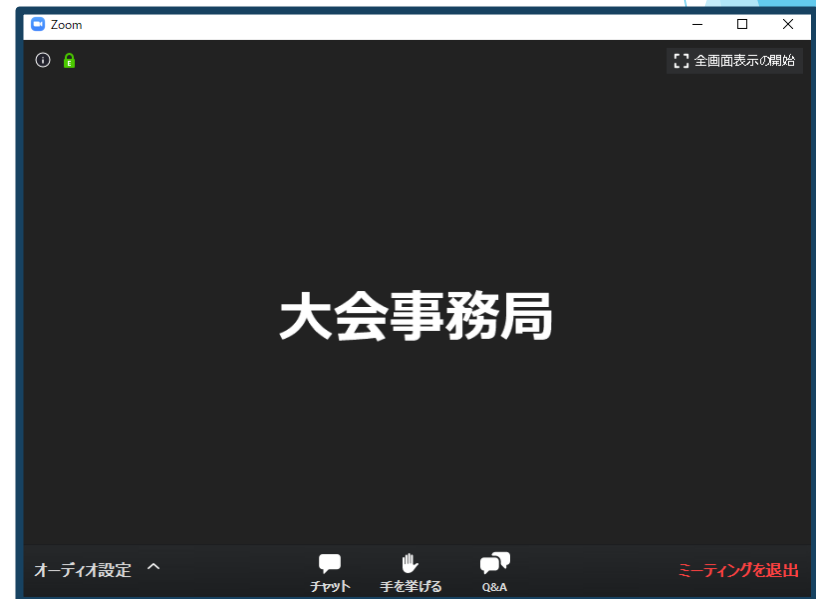 Zoom
全画面表示の開始
大会事務局
オーディオ設定
チャット
手を挙げる
Q&A
ミーティングを退出